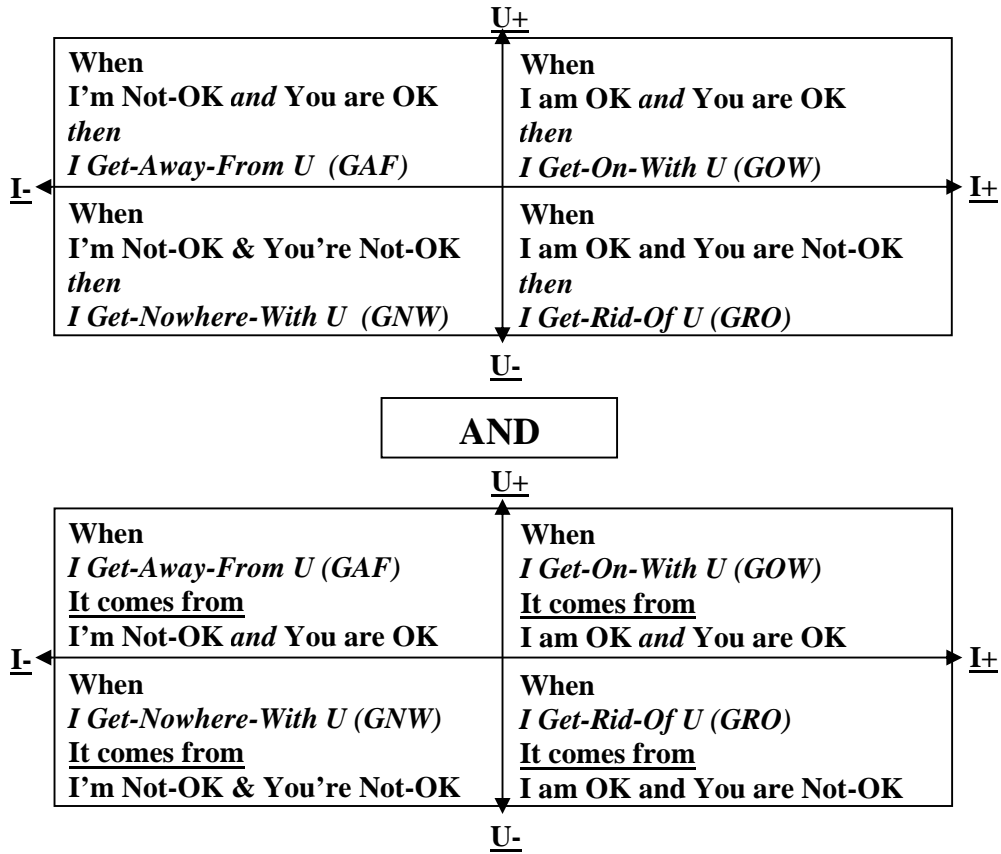 U+
When
I'm Not-OK and You are OK
then
I Get-Away-From U (GAF)
When
I am OK and You are OK
then
I Get-On-With U (GOW)
I-
I+
When
I'm Not-OK & You're Not-OK
then
I Get-Nowhere-With U (GNW)
When
I am OK and You are Not-OK
then
I Get-Rid-Of U (GRO)
U-
AND
U+
When
I Get-Away-From U (GAF)
It comes from
I'm Not-OK and You are OK
When
I Get-On-With U (GOW)
It comes from
I am OK and You are OK
I-
I+
When
I Get-Nowhere-With U (GNW)
It comes from
I'm Not-OK & You're Not-OK
When
I Get-Rid-Of U (GRO)
It comes from
I am OK and You are Not-OK
U-